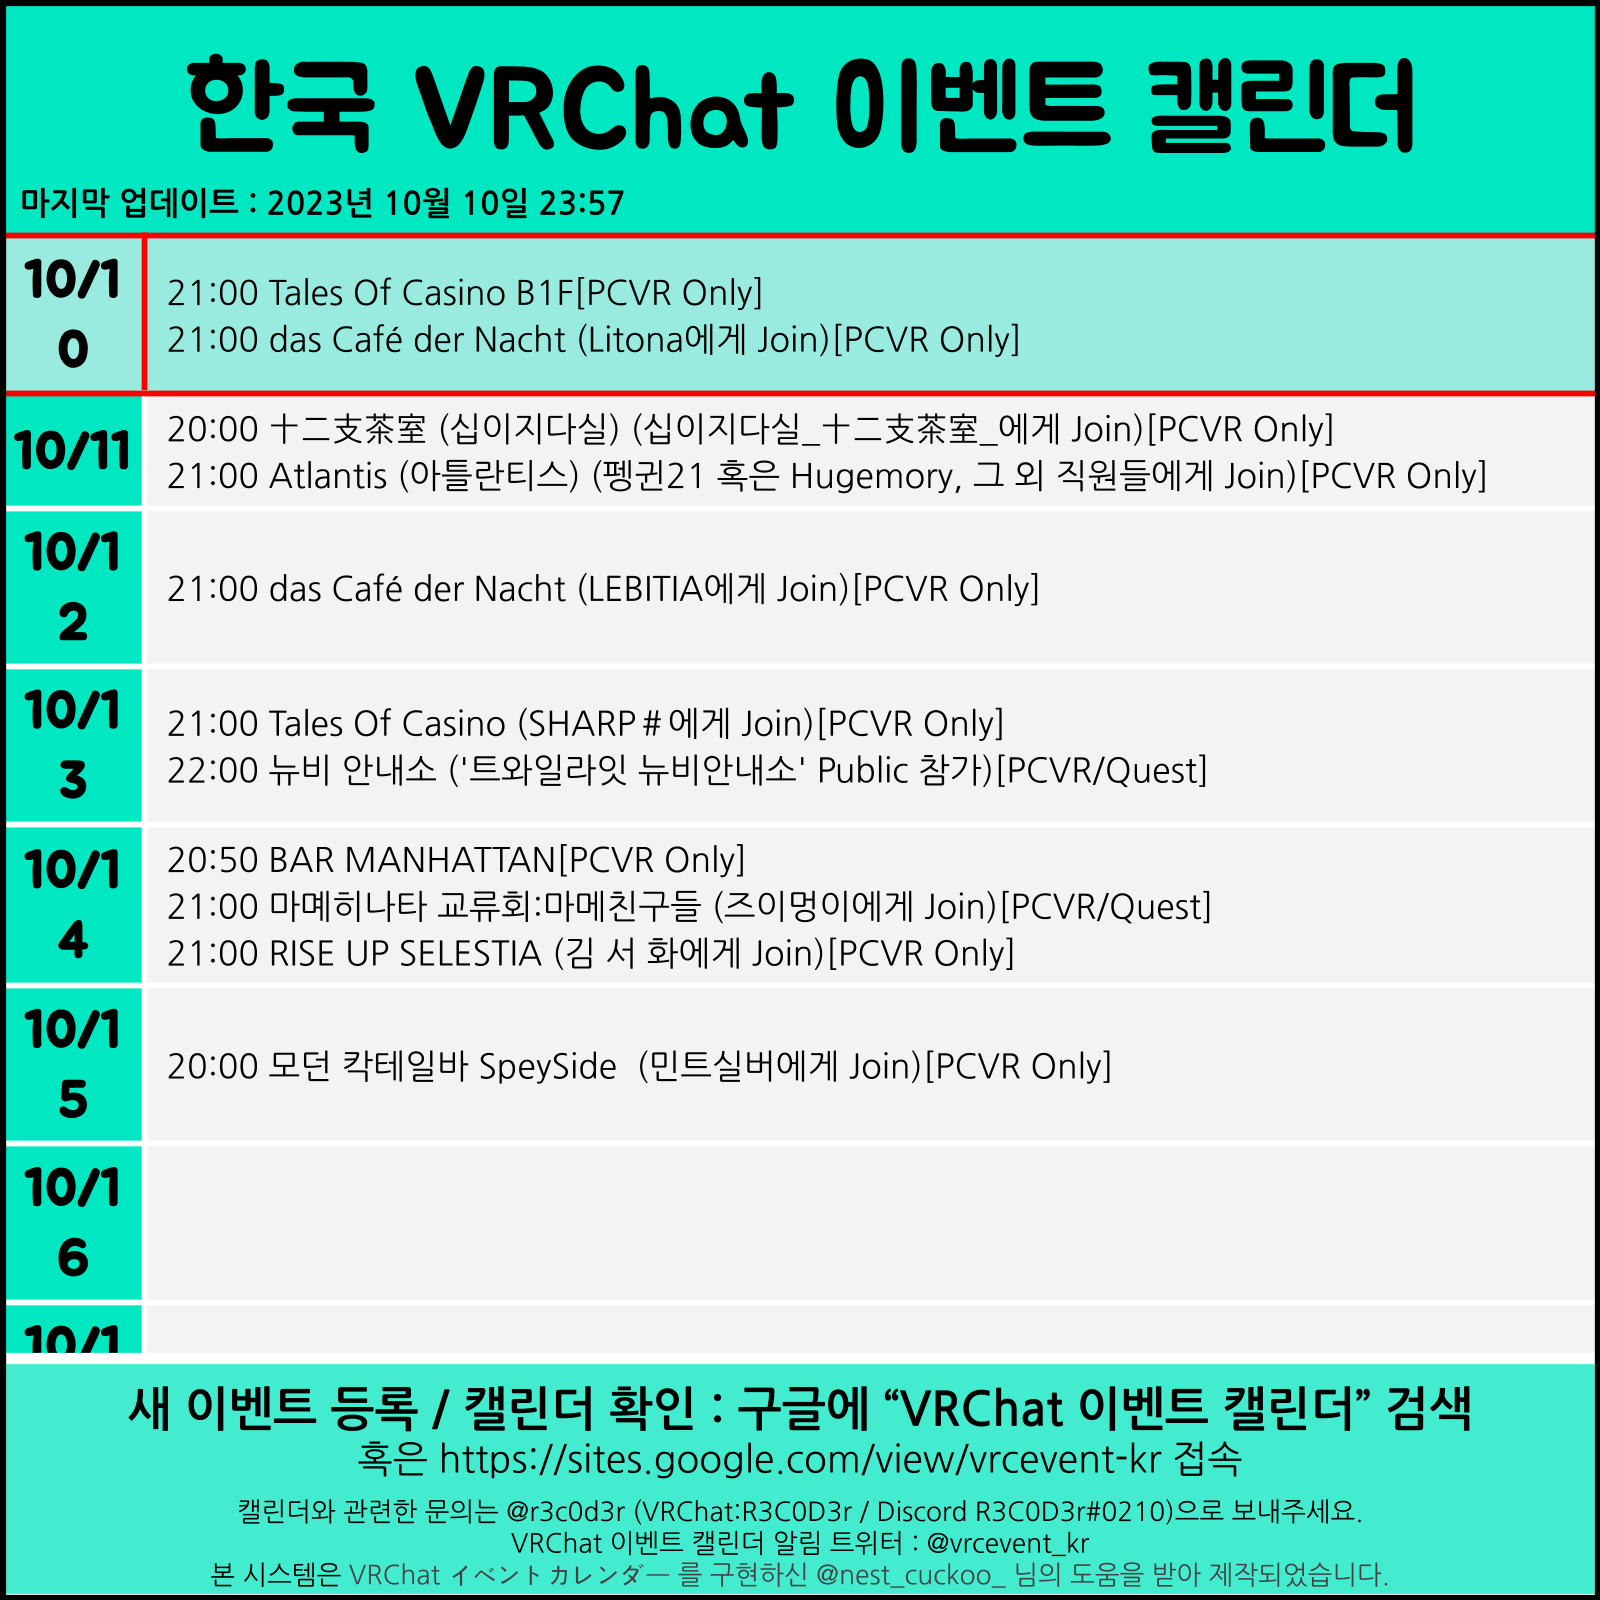 한국 VRChat 이벤트 캘린더
마지막 업데이트 : 2023년 10월 10일 23:57
10/1
0
21:00 Tales Of Casino B1F[PCVR Only]
21:00 das Café der Nacht (Litona에게 Join)[PCVR Only]
10/11
20:00 十二支茶室 (십이지다실) (십이지다실_十二支茶室_에게 Join)[PCVR Only]
21:00 Atlantis (아틀란티스) (펭귄21 혹은 Hugemory, 그 외 직원들에게 Join)[PCVR Only]
10/1
2
21:00 das Café der Nacht (LEBITIA에게 Join)[PCVR Only]
10/1
3
21:00 Tales Of Casino (SHARP＃에게 Join)[PCVR Only]
22:00 뉴비 안내소 ('트와일라잇 뉴비안내소' Public 참가)[PCVR/Quest]
10/1
4
20:50 BAR MANHATTAN[PCVR Only]
21:00 마몌히나타 교류회:마메친구들 (즈이멍이에게 Join)[PCVR/Quest]
21:00 RISE UP SELESTIA (김 서 화에게 Join)[PCVR Only]
10/1
5
20:00 모던 칵테일바 SpeySide  (민트실버에게 Join)[PCVR Only]
10/1
6
10/1
새 이벤트 등록 / 캘린더 확인 : 구글에 “VRChat 이벤트 캘린더” 검색
혹은 https://sites.google.com/view/vrcevent-kr 접속
캘린더와 관련한 문의는 @r3c0d3r (VRChat:R3C0D3r / Discord R3C0D3r#0210)으로 보내주세요.
VRChat 이벤트 캘린더 알림 트위터 : @vrcevent_kr
본 시스템은 VRChat イベントカレンダー 를 구현하신 @nest_cuckoo_ 님의 도움을 받아 제작되었습니다.